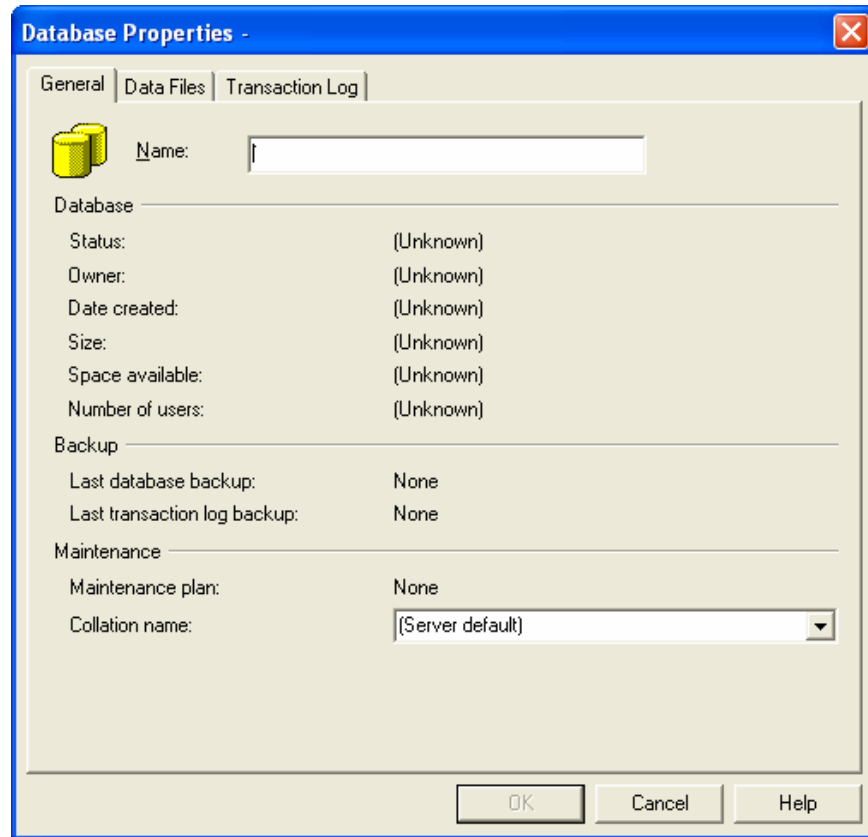 Database Properties -
General Data Files Transaction Log
Name:
Database
Status: (Unknown)
Owner: (Unknown)
Date created: (Unknown)
Size: (Unknown)
Space available: (Unknown)
Number of users: (Unknown)
Backup
Last database backup: None
Last transaction log backup: None
Maintenance
Maintenance plan: None
Collation name: (Server default)
OK Cancel Help